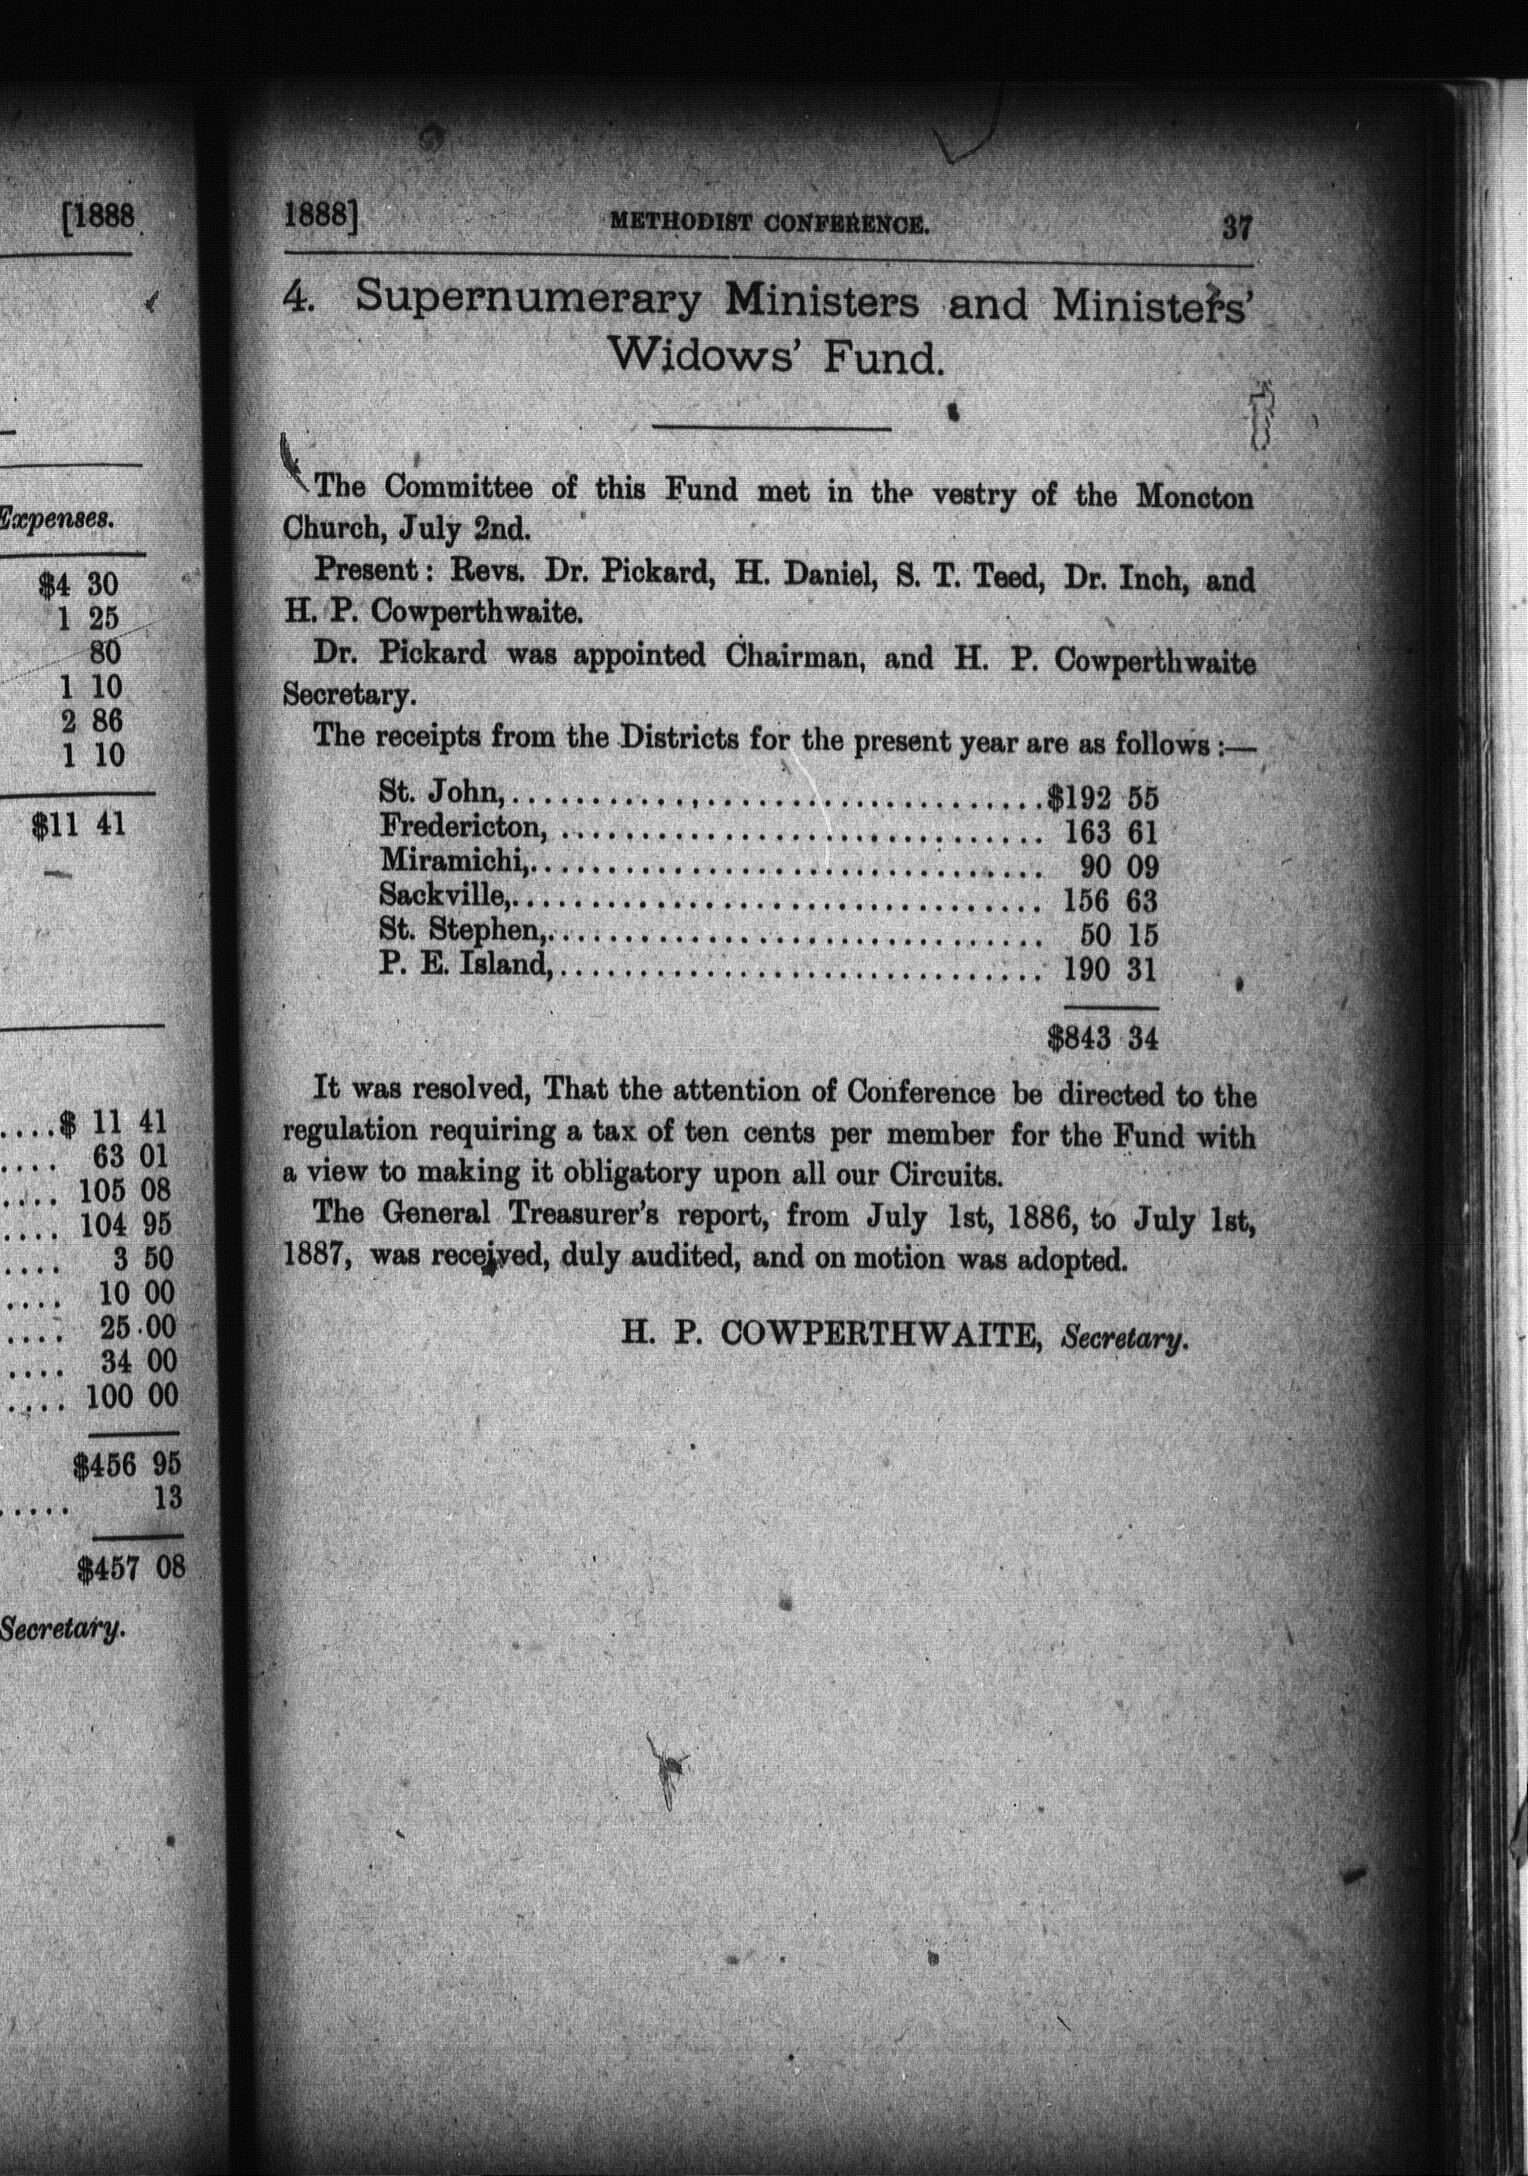 [1888
Expenses.
$4 30
1 25
80
1 10
2 86
1 10
$11 41
....$ 11 41
.... 63 01
.... 105 08
.... 104 95
.... 3 50
.... 10 00
.... 25 00
.... 34 00
.... 100 00
$456 95
..... 13
$457 08
Secretary.
1888] METHODIST CONFERENCE. 37
4. Supernumerary Ministers and Ministers'
Widows' Fund.
The Committee of this Fund met in the vestry of the Moncton
Church, July 2nd.
Present: Revs. Dr. Pickard, H. Daniel, S. T. Teed, Dr. Inch, and
H. P. Cowperthwaite.
Dr. Pickard was appointed Chairman, and H. P. Cowperthwaite
Secretary.
The receipts from the Districts for the present year are as follows:—
St. John,..................................$192 55
Fredericton, .............................. 163 61
Miramichi,................................ 90 09
Sackville,................................. 156 63
St. Stephen,............................... 50 15
P. E. Island,............................... 190 31
$843 34
It was resolved, That the attention of Conference be directed to the
regulation requiring a tax of ten cents per member for the Fund with
a view to making it obligatory upon all our Circuits.
The General Treasurer's report, from July 1st, 1886, to July 1st,
1887, was received, duly audited, and on motion was adopted.
H. P. COWPERTHWAITE, Secretary.